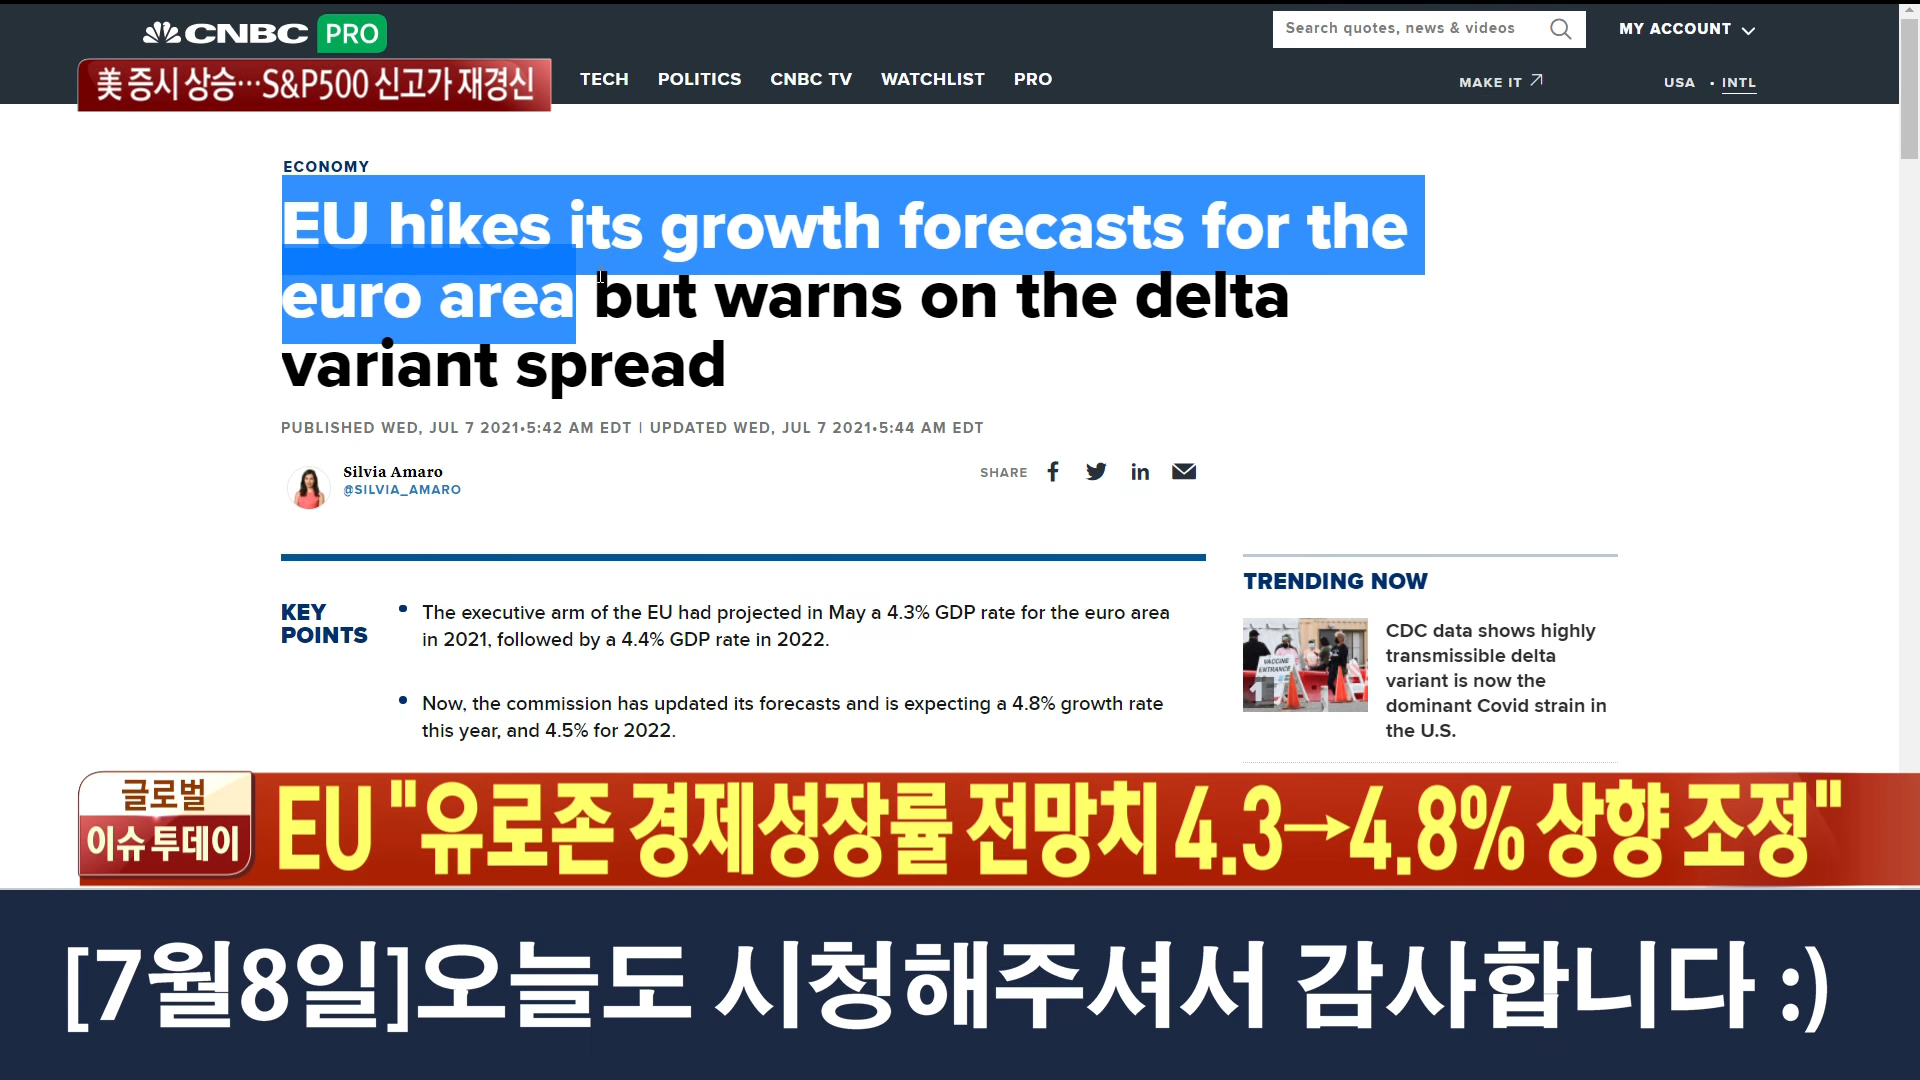 CNBC PRO
Search quotes, news & videos
MY ACCOUNT
美 증시 상승…S&P500 신고가 재경신
TECH POLITICS CNBC TV WATCHLIST PRO
MAKE IT
USA • INTL
ECONOMY
EU hikes its growth forecasts for the
euro area but warns on the delta
variant spread
PUBLISHED WED, JUL 7 2021•5:42 AM EDT | UPDATED WED, JUL 7 2021•5:44 AM EDT
Silvia Amaro
@SILVIA_AMARO
SHARE
KEY
POINTS
• The executive arm of the EU had projected in May a 4.3% GDP rate for the euro area
in 2021, followed by a 4.4% GDP rate in 2022.
• Now, the commission has updated its forecasts and is expecting a 4.8% growth rate
this year, and 4.5% for 2022.
TRENDING NOW
VACCINE
ENTRANCE
1
CDC data shows highly
transmissible delta
variant is now the
dominant Covid strain in
the U.S.
글로벌
이슈 투데이
EU "유로존 경제성장률 전망치 4.3→4.8% 상향 조정"
[7월8일]오늘도 시청해주셔서 감사합니다 :)